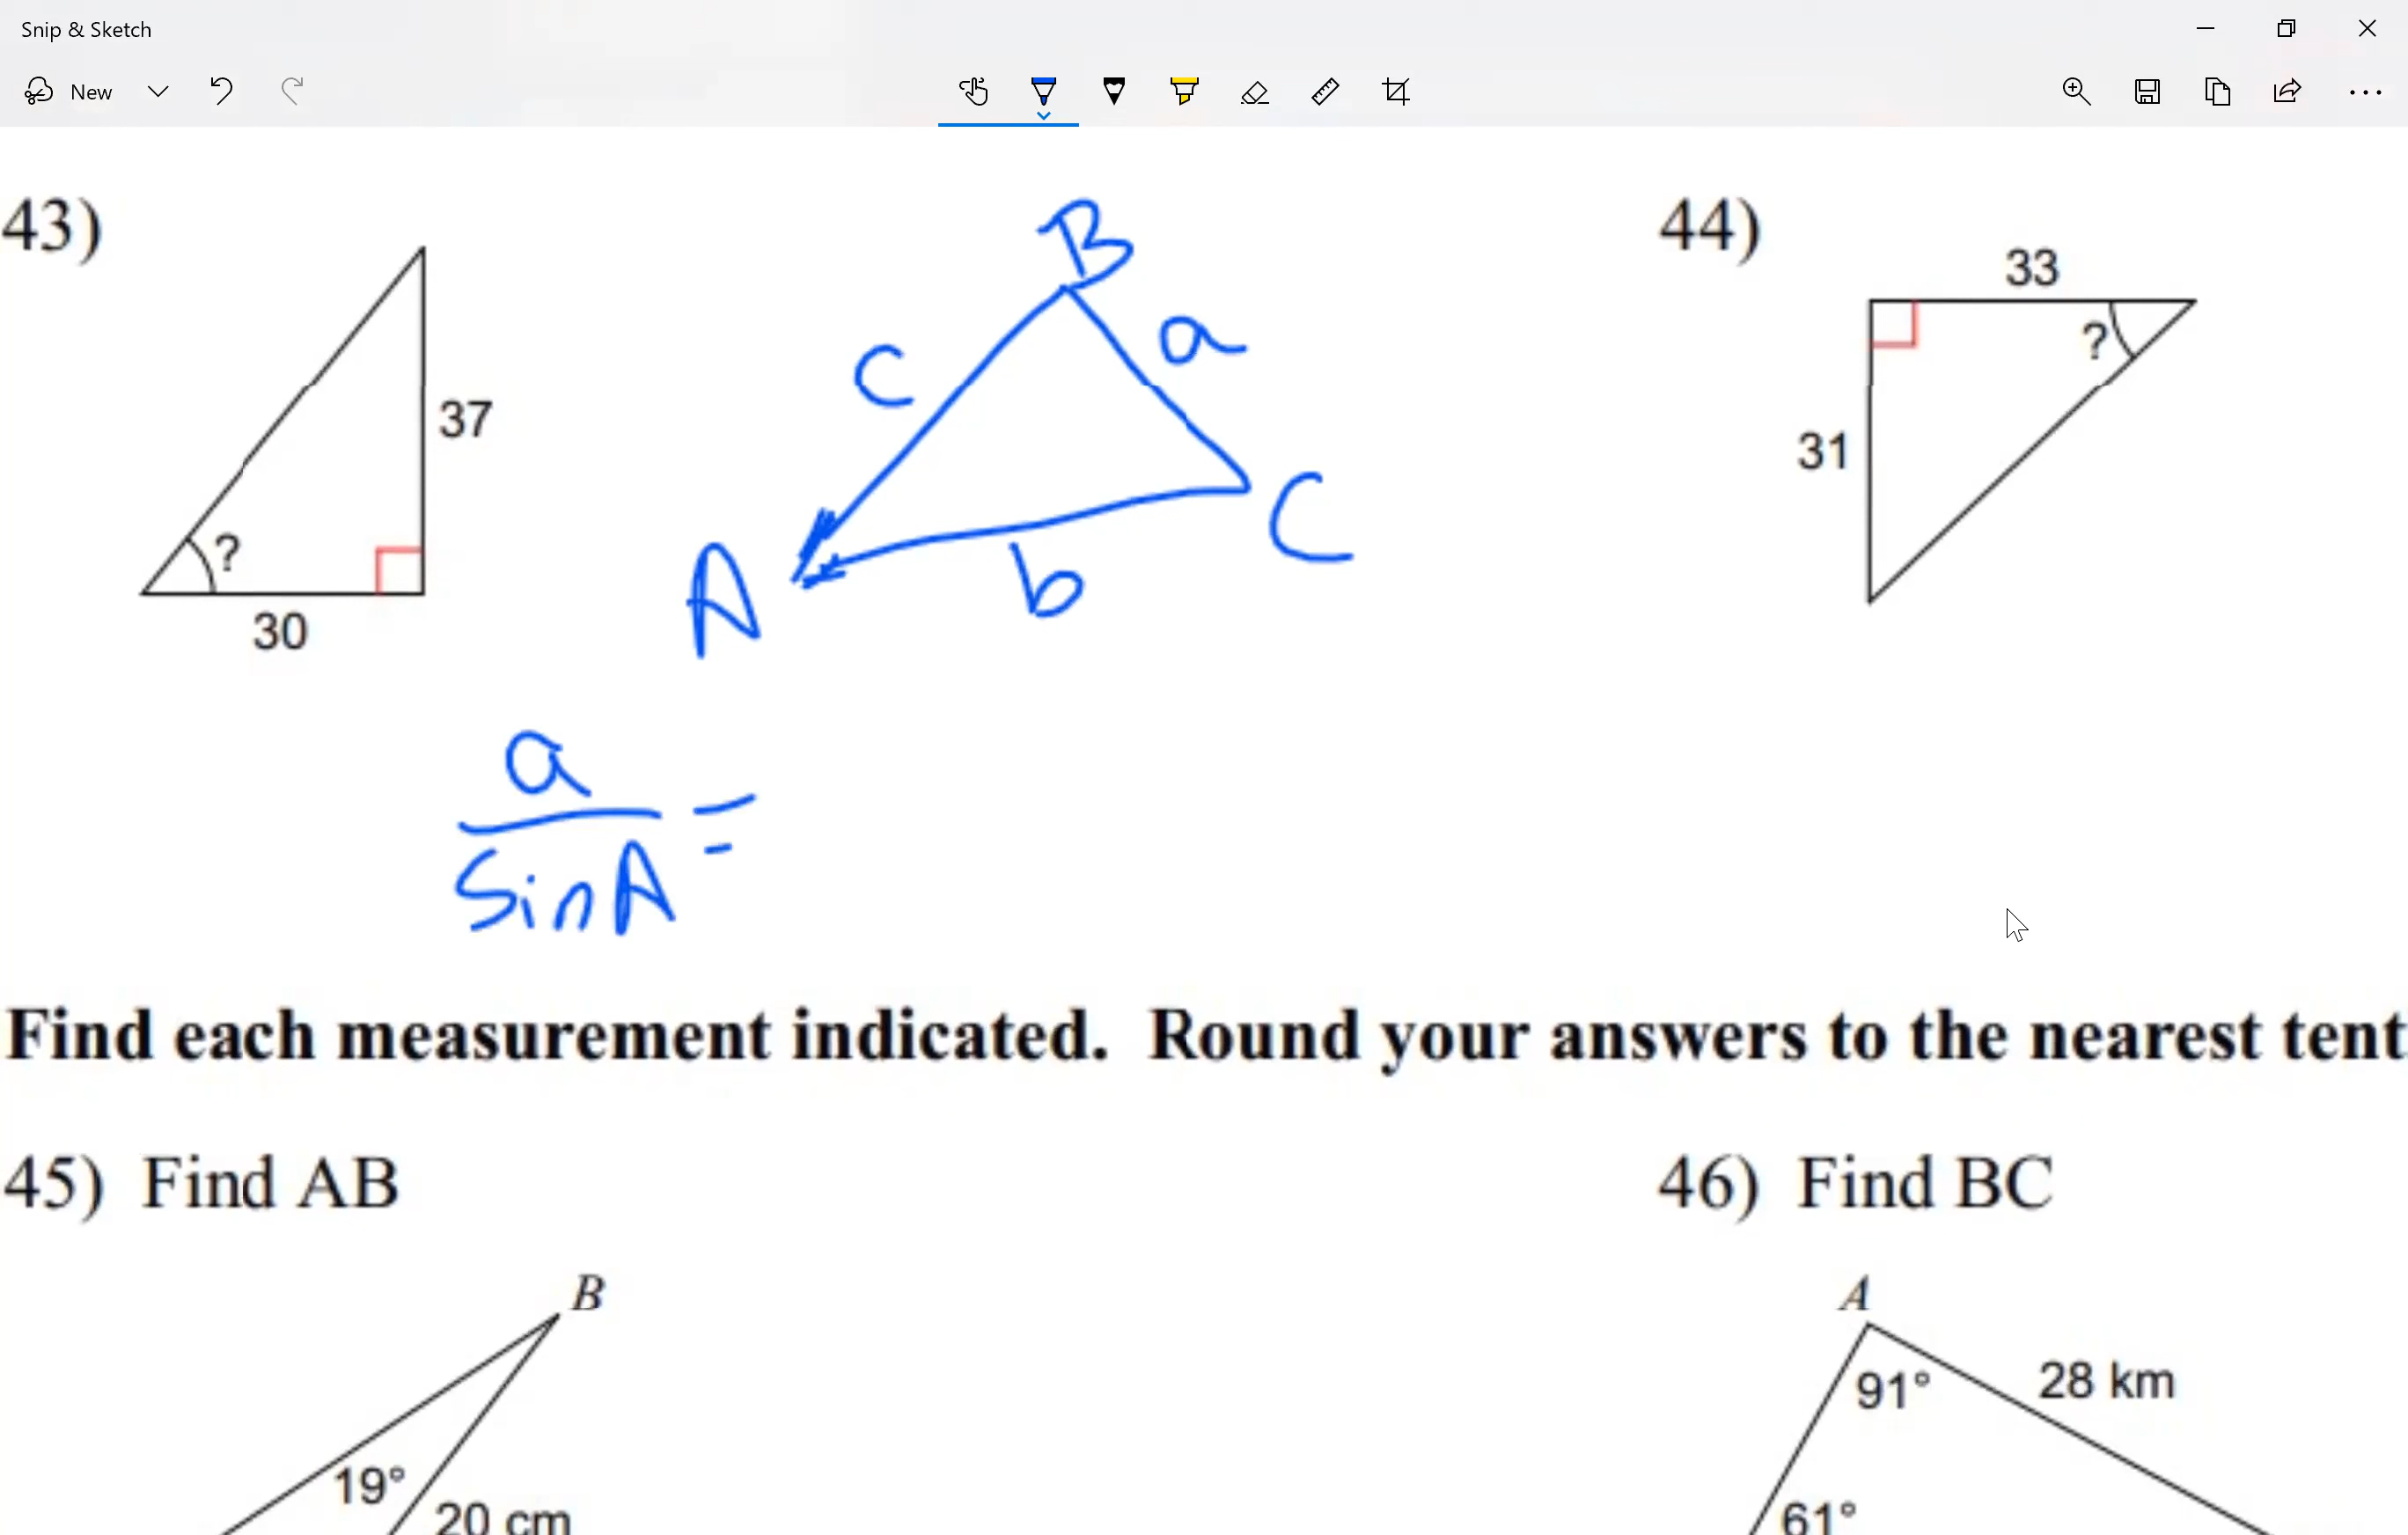 Snip & Sketch
New
43)
44)
B
33
c
a
?
37
31
C
?
A
b
30
a
sinA =
Find each measurement indicated. Round your answers to the nearest tent
45) Find AB
46) Find BC
B
A
28 km
91°
19°
20 cm
61°